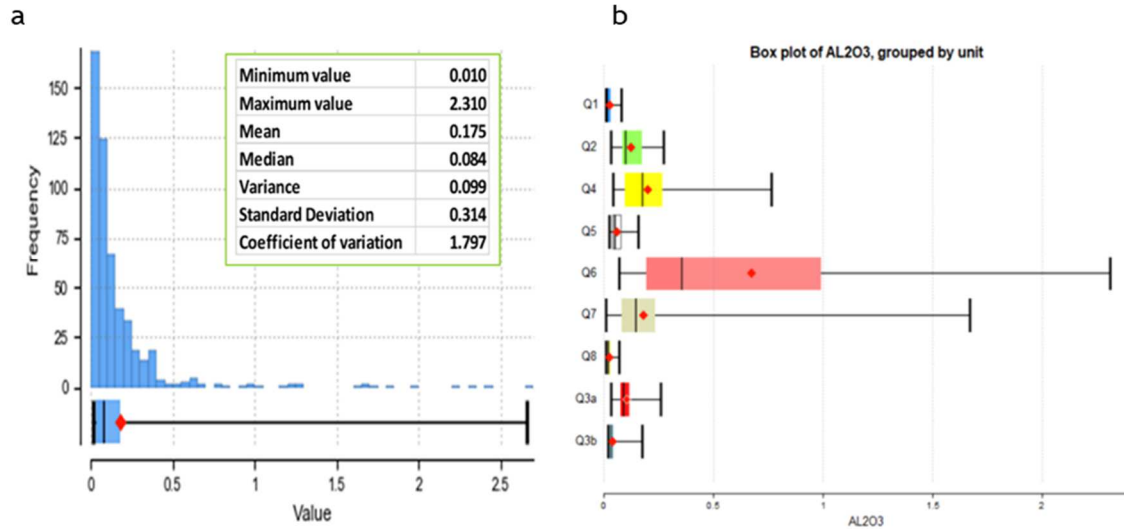 a
Frequency
150
125
100
75
50
25
0
Minimum value 0.010
Maximum value 2.310
Mean 0.175
Median 0.084
Variance 0.099
Standard Deviation 0.314
Coefficient of variation 1.797
0 0.5 1 1.5 2 2.5
Value
b
Box plot of AL2O3, grouped by unit
Q1
Q2
Q4
Q5
Q6
Q7
Q8
Q3a
Q3b
0 0.5 1 1.5 2
AL2O3